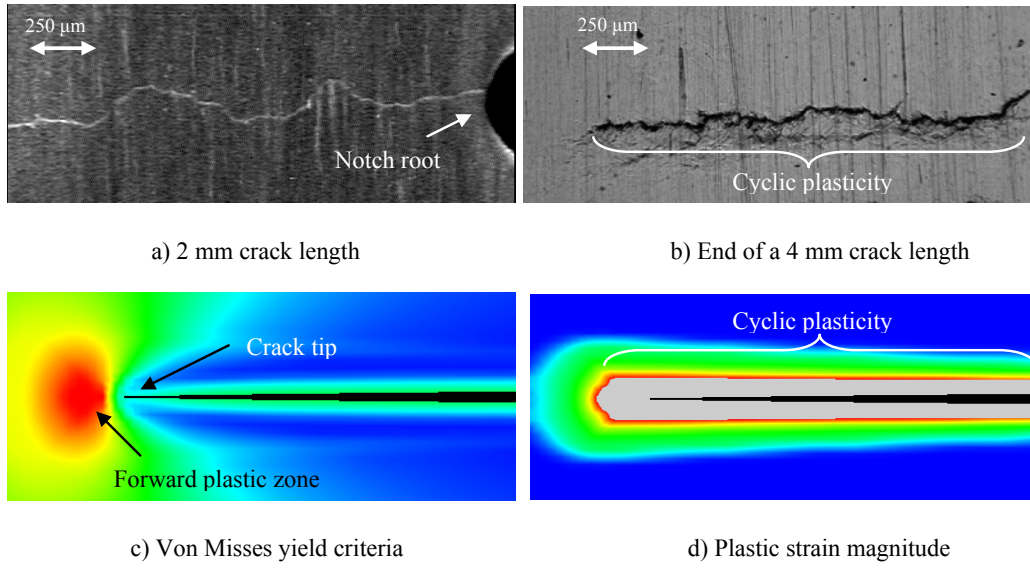 250 µm
Notch root
250 µm
Cyclic plasticity
a) 2 mm crack length
b) End of a 4 mm crack length
Crack tip
Forward plastic zone
Cyclic plasticity
c) Von Misses yield criteria
d) Plastic strain magnitude